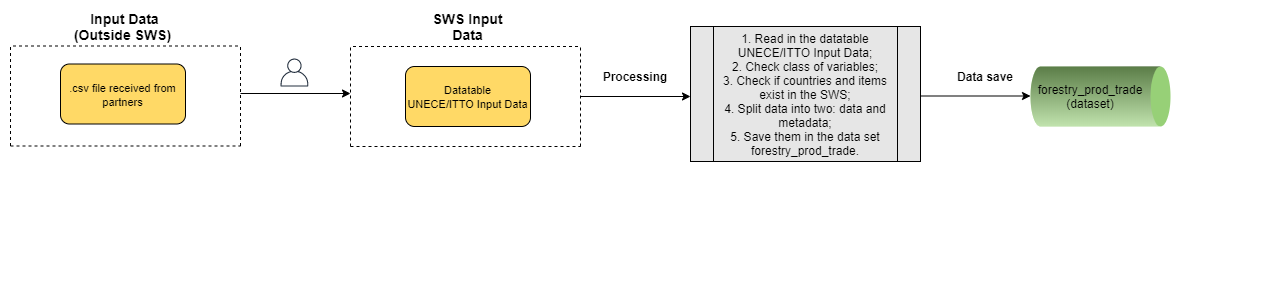 Input Data
(Outside SWS)
.csv file received from
partners
SWS Input
Data
Datatable
UNECE/ITTO Input Data
Processing
1. Read in the datatable
UNECE/ITTO Input Data;
2. Check class of variables;
3. Check if countries and items
exist in the SWS;
4. Split data into two: data and
metadata;
5. Save them in the data set
forestry_prod_trade.
Data save
forestry_prod_trade
(dataset)